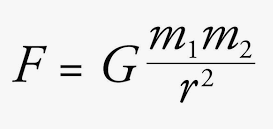 F = G m₁m₂ / r²